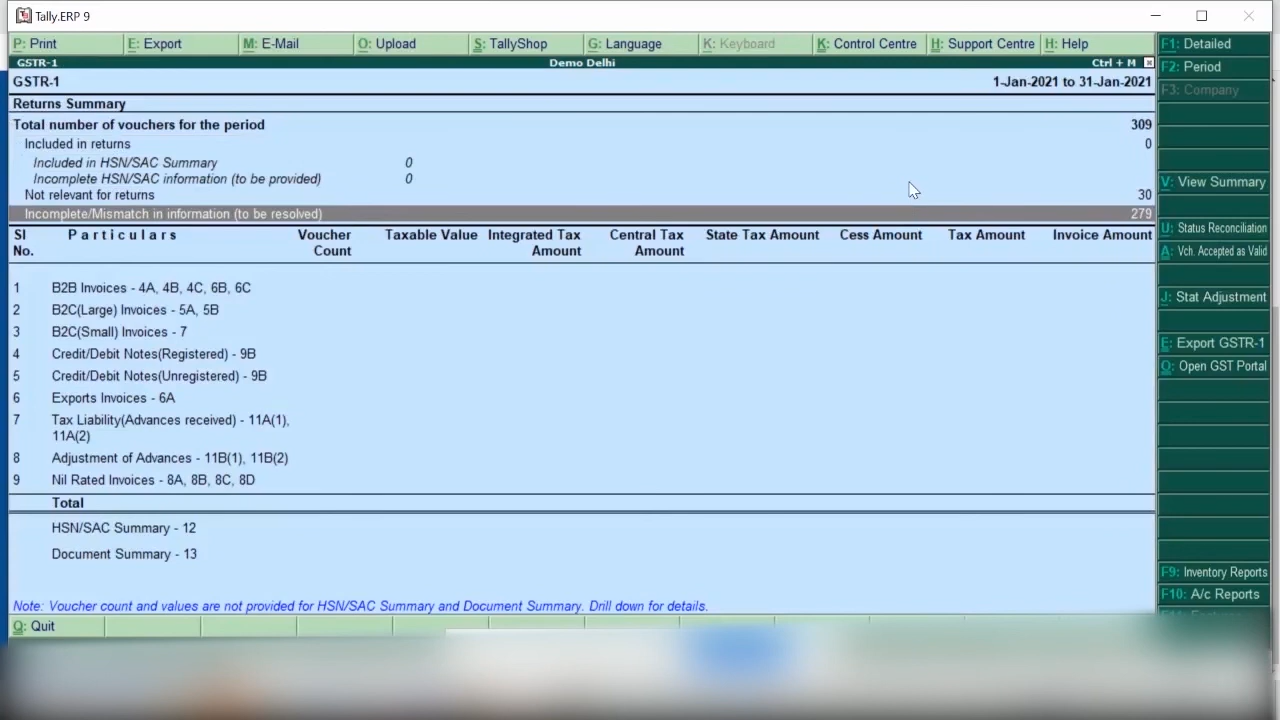 Tally.ERP 9
P: Print E: Export M: E-Mail O: Upload S: TallyShop G: Language K: Keyboard K: Control Centre H: Support Centre H: Help
GSTR-1 Demo Delhi Ctrl + M
GSTR-1 1-Jan-2021 to 31-Jan-2021
Returns Summary
Total number of vouchers for the period 309
Included in returns 0
Included in HSN/SAC Summary 0
Incomplete HSN/SAC information (to be provided) 0
Not relevant for returns 30
Incomplete/Mismatch in information (to be resolved) 279
Sl Particulars Voucher Taxable Value Integrated Tax Central Tax State Tax Amount Cess Amount Tax Amount Invoice Amount
No. Count Amount Amount
1 B2B Invoices - 4A, 4B, 4C, 6B, 6C
2 B2C(Large) Invoices - 5A, 5B
3 B2C(Small) Invoices - 7
4 Credit/Debit Notes(Registered) - 9B
5 Credit/Debit Notes(Unregistered) - 9B
6 Exports Invoices - 6A
7 Tax Liability(Advances received) - 11A(1),
11A(2)
8 Adjustment of Advances - 11B(1), 11B(2)
9 Nil Rated Invoices - 8A, 8B, 8C, 8D
Total
HSN/SAC Summary - 12
Document Summary - 13
Note: Voucher count and values are not provided for HSN/SAC Summary and Document Summary. Drill down for details.
Q: Quit
F1: Detailed
F2: Period
F3: Company
V: View Summary
U: Status Reconciliation
A: Vch. Accepted as Valid
J: Stat Adjustment
E: Export GSTR-1
O: Open GST Portal
F9: Inventory Reports
F10: A/c Reports